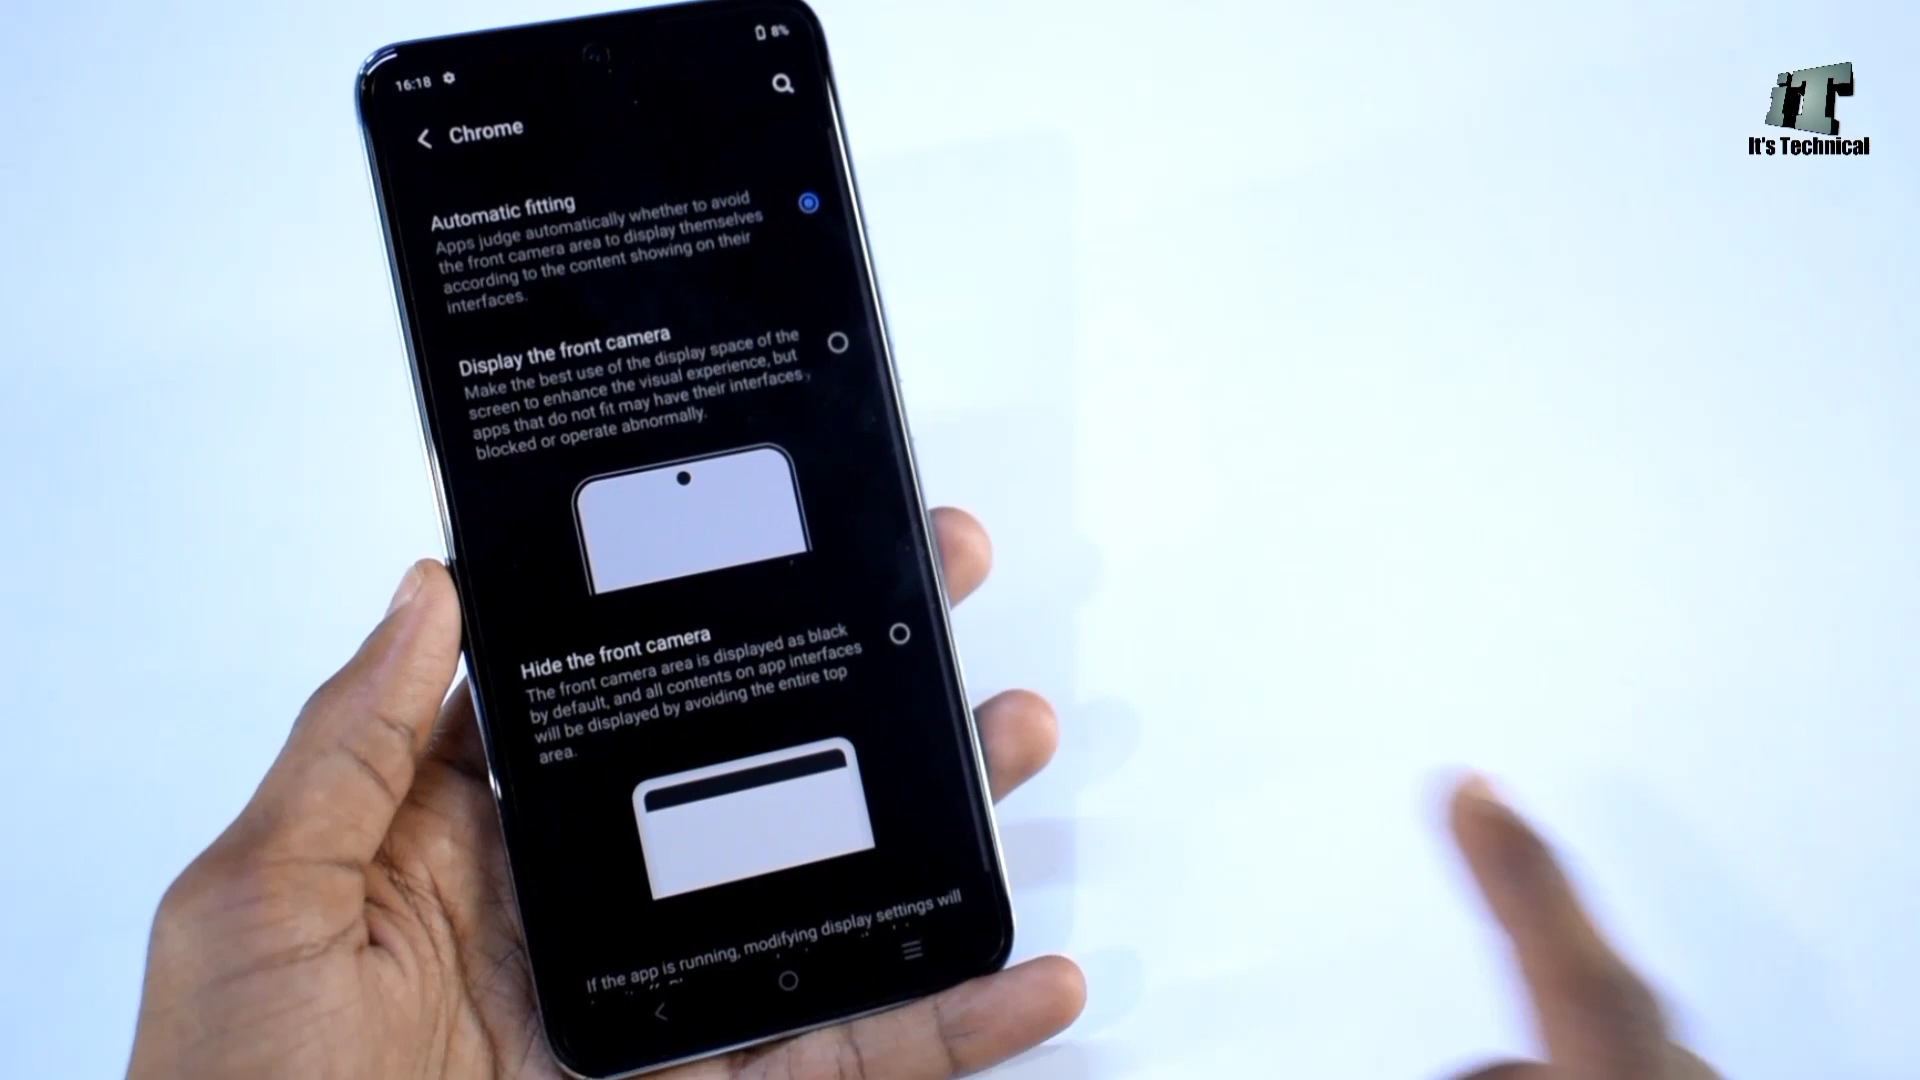 16:18
8%
Chrome
Automatic fitting
Apps judge automatically whether to avoid
the front camera area to display themselves
according to the content showing on their
interfaces.
Display the front camera
Make the best use of the display space of the
screen to enhance the visual experience, but
apps that do not fit may have their interfaces
blocked or operate abnormally.
Hide the front camera
The front camera area is displayed as black
by default, and all contents on app interfaces
will be displayed by avoiding the entire top
area.
If the app is running, modifying display settings will
iT
It's Technical